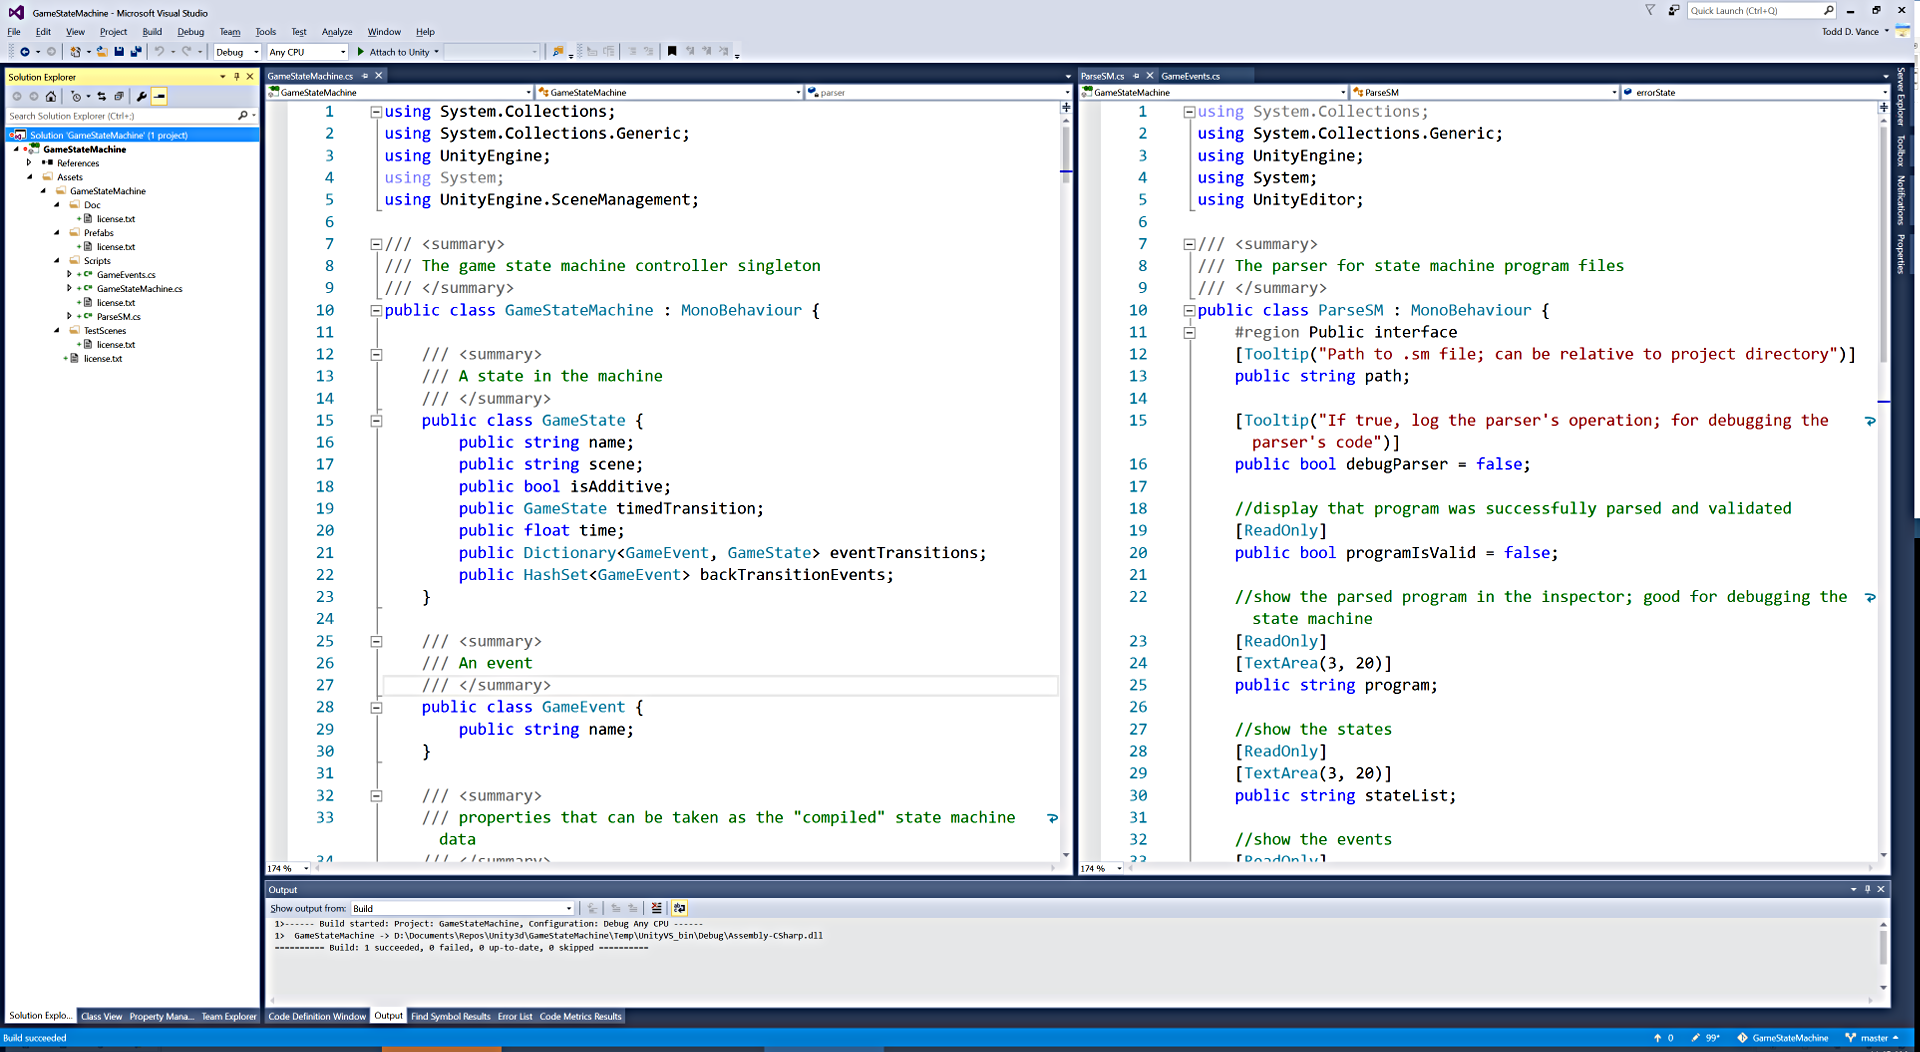 GameStateMachine - Microsoft Visual Studio
Quick Launch (Ctrl+Q)
File Edit View Project Build Debug Team Tools Test Analyze Window Help
Todd D. Vance
Debug Any CPU Attach to Unity
Solution Explorer
Search Solution Explorer (Ctrl+;)
Solution 'GameStateMachine' (1 project)
GameStateMachine
References
Assets
GameStateMachine
Doc
license.txt
Prefabs
license.txt
Scripts
GameEvents.cs
GameStateMachine.cs
license.txt
ParseSM.cs
TestScenes
license.txt
license.txt
GameStateMachine.cs
GameStateMachine GameStateMachine parser
1 using System.Collections;
2 using System.Collections.Generic;
3 using UnityEngine;
4 using System;
5 using UnityEngine.SceneManagement;
6
7 /// <summary>
8 /// The game state machine controller singleton
9 /// </summary>
10 public class GameStateMachine : MonoBehaviour {
11
12 /// <summary>
13 /// A state in the machine
14 /// </summary>
15 public class GameState {
16 public string name;
17 public string scene;
18 public bool isAdditive;
19 public GameState timedTransition;
20 public float time;
21 public Dictionary<GameEvent, GameState> eventTransitions;
22 public HashSet<GameEvent> backTransitionEvents;
23 }
24
25 /// <summary>
26 /// An event
27 /// </summary>
28 public class GameEvent {
29 public string name;
30 }
31
32 /// <summary>
33 /// properties that can be taken as the "compiled" state machine
data
34 /// </summary>
174 %
ParseSM.cs GameEvents.cs
GameStateMachine ParseSM errorState
1 using System.Collections;
2 using System.Collections.Generic;
3 using UnityEngine;
4 using System;
5 using UnityEditor;
6
7 /// <summary>
8 /// The parser for state machine program files
9 /// </summary>
10 public class ParseSM : MonoBehaviour {
11 #region Public interface
12 [Tooltip("Path to .sm file; can be relative to project directory")]
13 public string path;
14
15 [Tooltip("If true, log the parser's operation; for debugging the
parser's code")]
16 public bool debugParser = false;
17
18 //display that program was successfully parsed and validated
19 [ReadOnly]
20 public bool programIsValid = false;
21
22 //show the parsed program in the inspector; good for debugging the
state machine
23 [ReadOnly]
24 [TextArea(3, 20)]
25 public string program;
26
27 //show the states
28 [ReadOnly]
29 [TextArea(3, 20)]
30 public string stateList;
31
32 //show the events
33 [ReadOnly]
174 %
Server Explorer
Toolbox
Notifications
Properties
Output
Show output from: Build
1>------ Build started: Project: GameStateMachine, Configuration: Debug Any CPU ------
1> GameStateMachine -> D:\Documents\Repos\Unity3d\GameStateMachine\Temp\UnityVS_bin\Debug\Assembly-CSharp.dll
========== Build: 1 succeeded, 0 failed, 0 up-to-date, 0 skipped ==========
Solution Explo... Class View Property Mana... Team Explorer
Code Definition Window Output Find Symbol Results Error List Code Metrics Results
Build succeeded
0 99* GameStateMachine master